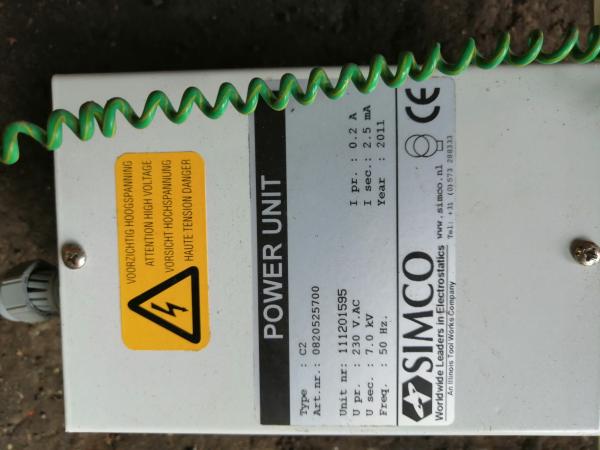 VOORZICHTIG HOOGSPANNING
ATTENTION HIGH VOLTAGE
VORSICHT HOCHSPANNUNG
HAUTE TENSION DANGER
POWER UNIT
Type : C2
Art.nr.: 0820525700
Unit nr: 111201595
U pr. : 230 V.AC I pr. : 0.2 A
U sec. : 7.0 kV I sec.: 2.5 mA
Freq. : 50 Hz. Year : 2011
SIMCO CE
Worldwide Leaders in Electrostatics www.simco.nl
An Illinois Tool Works Company Tel: +31 (0)573 288333